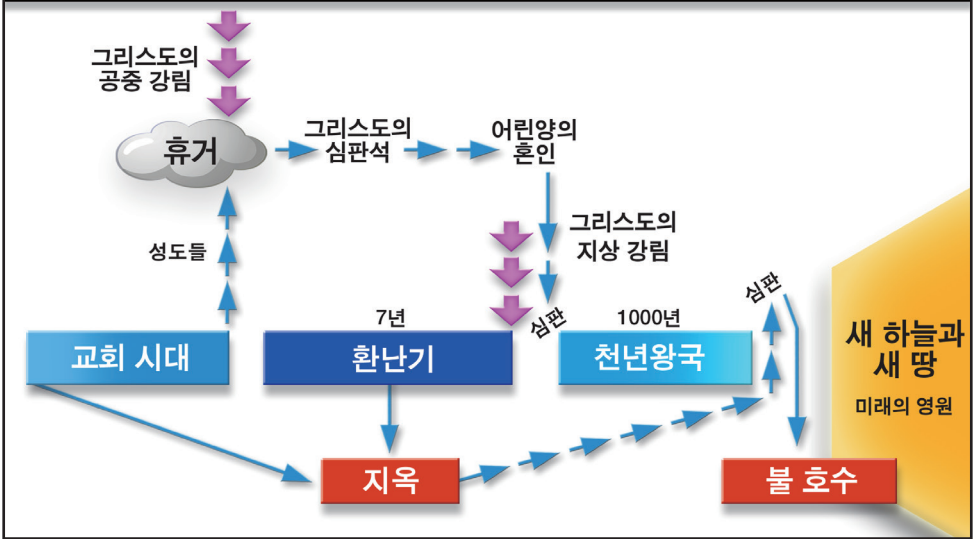 그리스도의
공중 강림
휴거
그리스도의
심판석
어린양의
혼인
성도들
그리스도의
지상 강림
심판
심판
7년
1000년
교회 시대
환난기
천년왕국
새 하늘과
새 땅
미래의 영원
지옥
불 호수